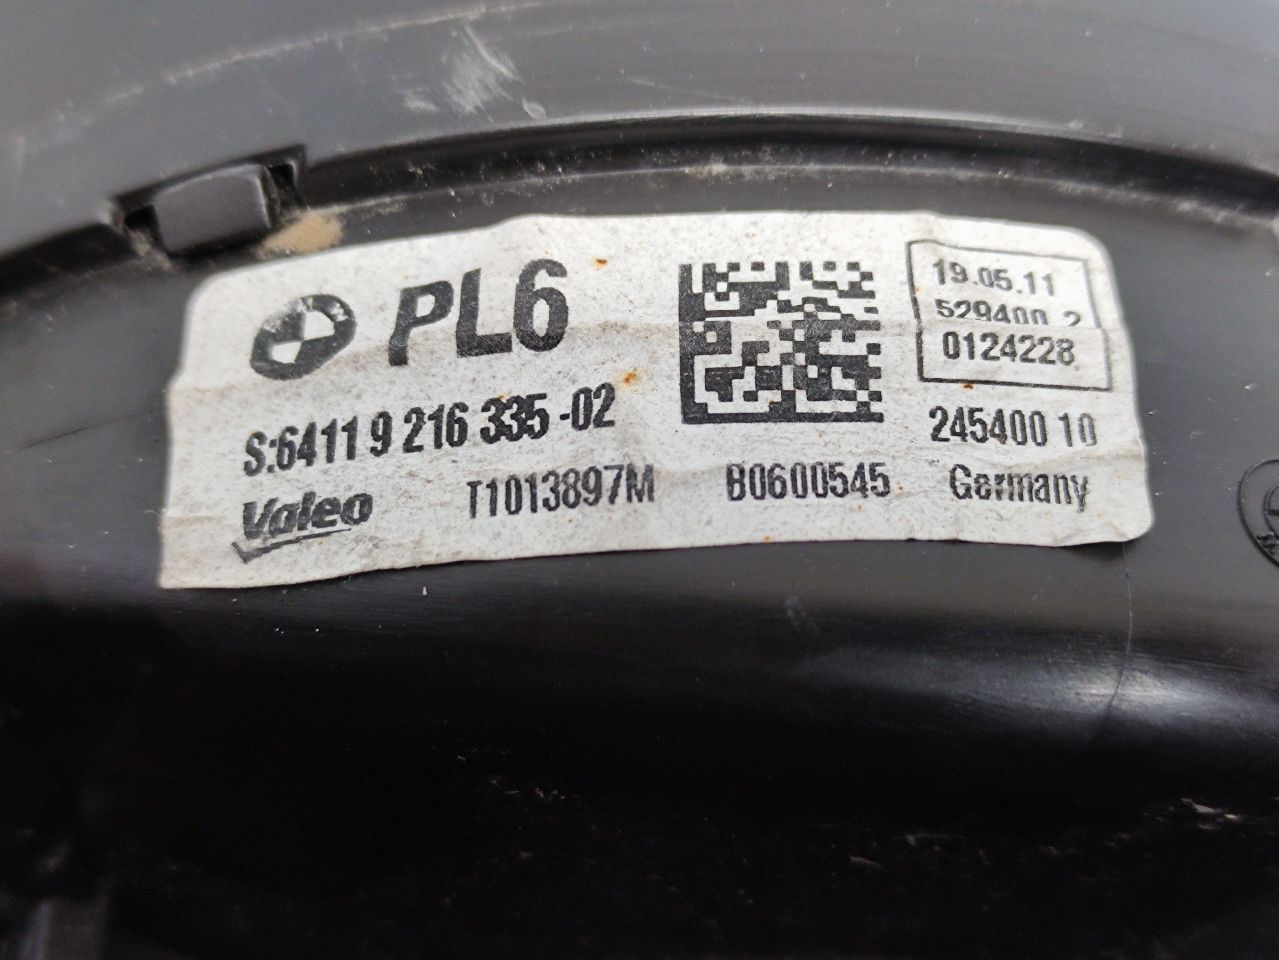 PL6
19.05.11
529400 2
0124228
S:6411 9 216 335-02
245400 10
Valeo
T1013897M
B0600545
Germany